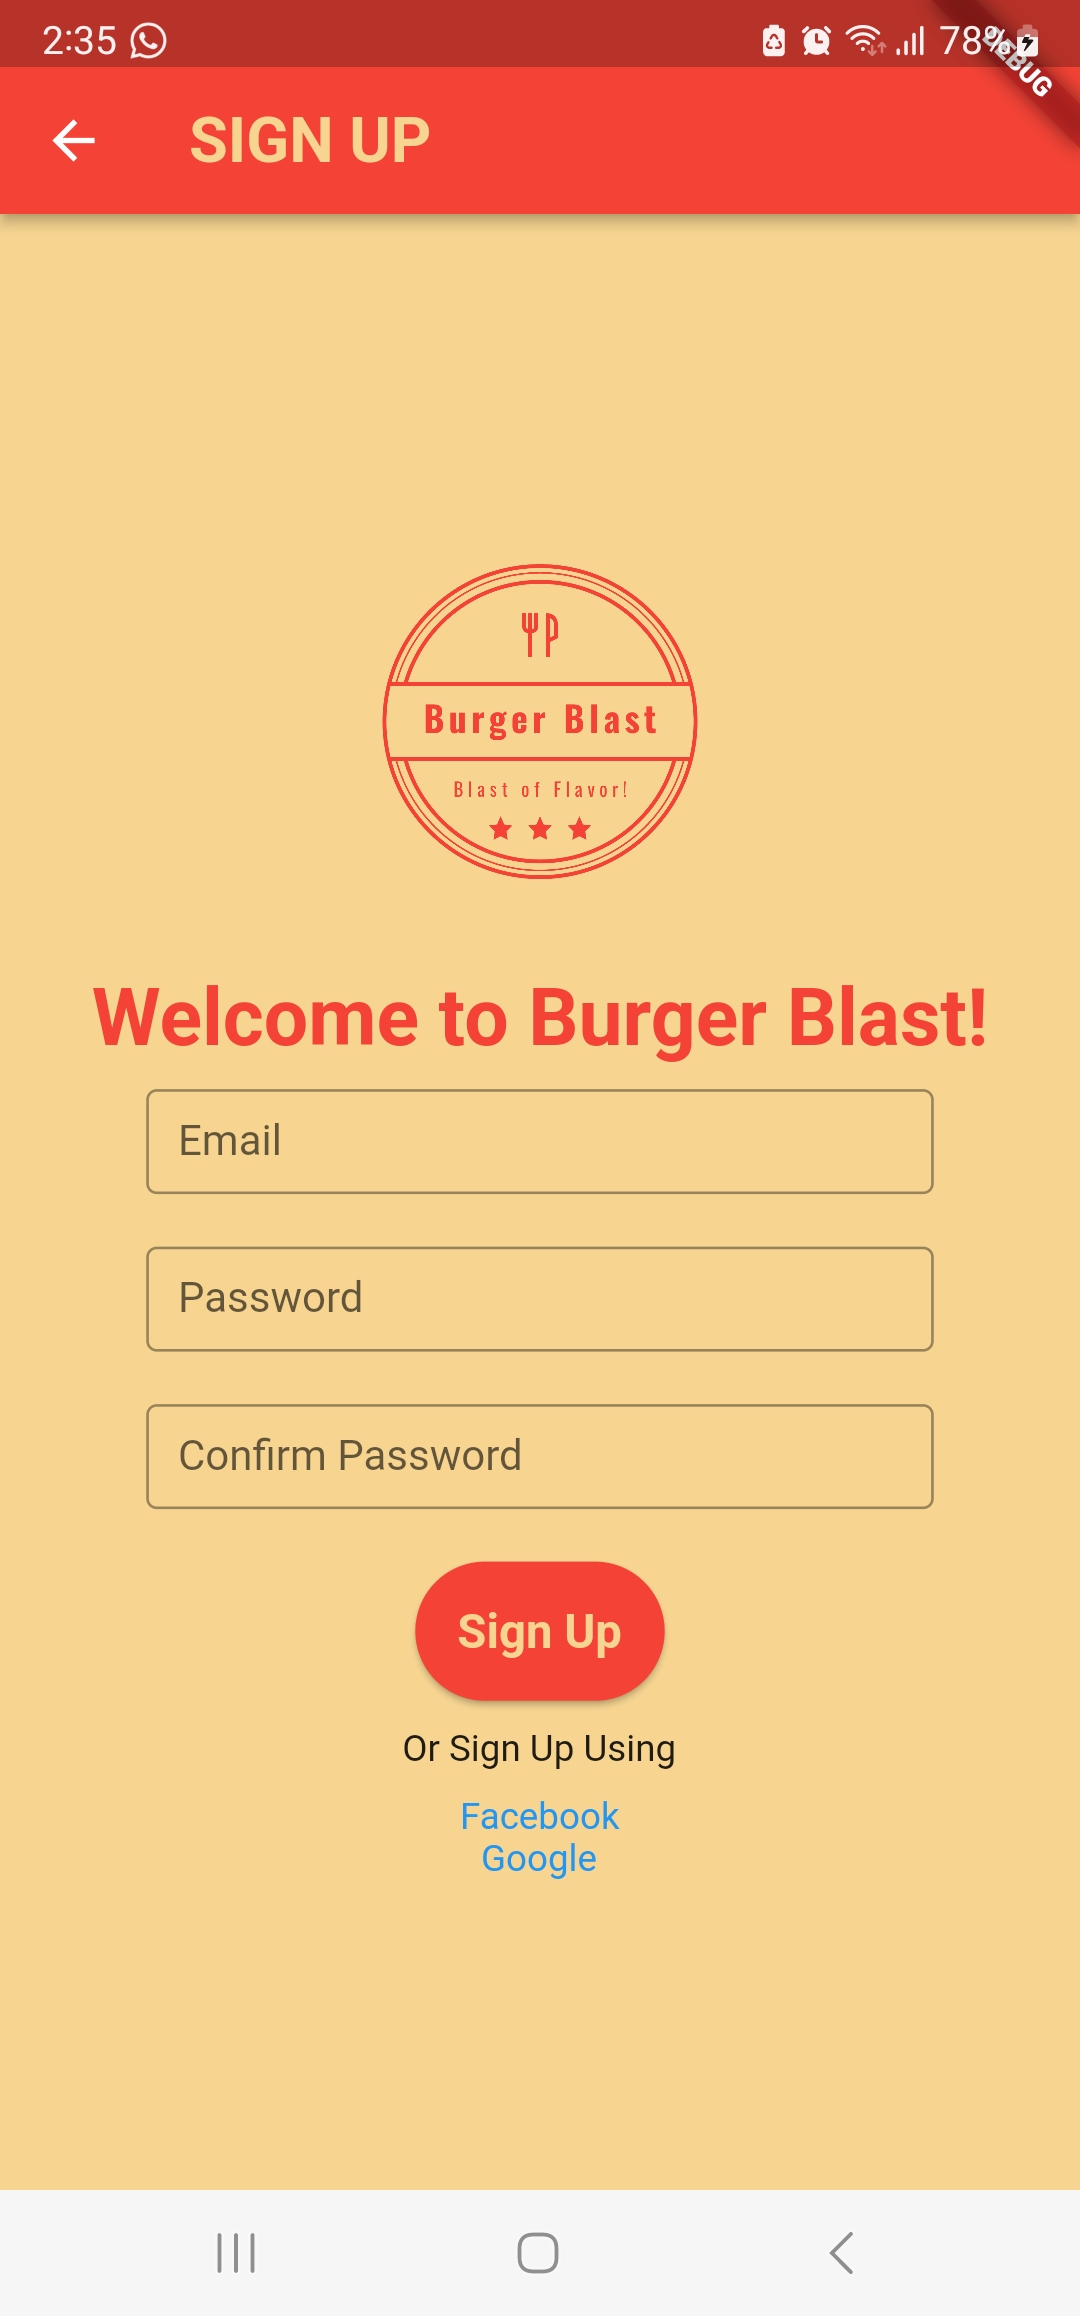 2:35
78%
DEBUG
SIGN UP
Burger Blast
Blast of Flavor!
Welcome to Burger Blast!
Email
Password
Confirm Password
Sign Up
Or Sign Up Using
Facebook
Google